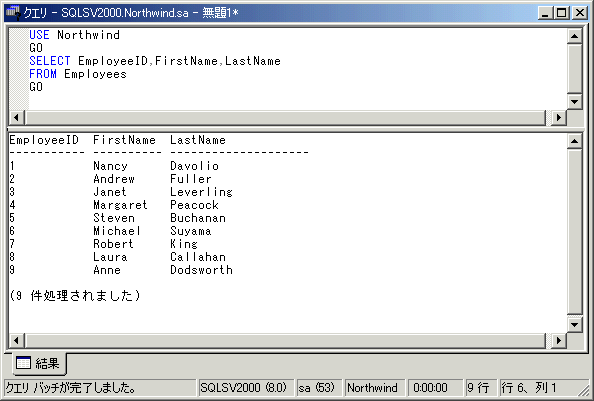 クエリ - SQLSV2000.Northwind.sa - 無題1*
USE Northwind
GO
SELECT EmployeeID,FirstName,LastName
FROM Employees
GO
EmployeeID FirstName LastName
----------- ---------- --------------------
1 Nancy Davolio
2 Andrew Fuller
3 Janet Leverling
4 Margaret Peacock
5 Steven Buchanan
6 Michael Suyama
7 Robert King
8 Laura Callahan
9 Anne Dodsworth
(9 件処理されました)
結果
クエリ バッチが完了しました。 SQLSV2000 (8.0) sa (53) Northwind 0:00:00 9 行 行 6、列 1